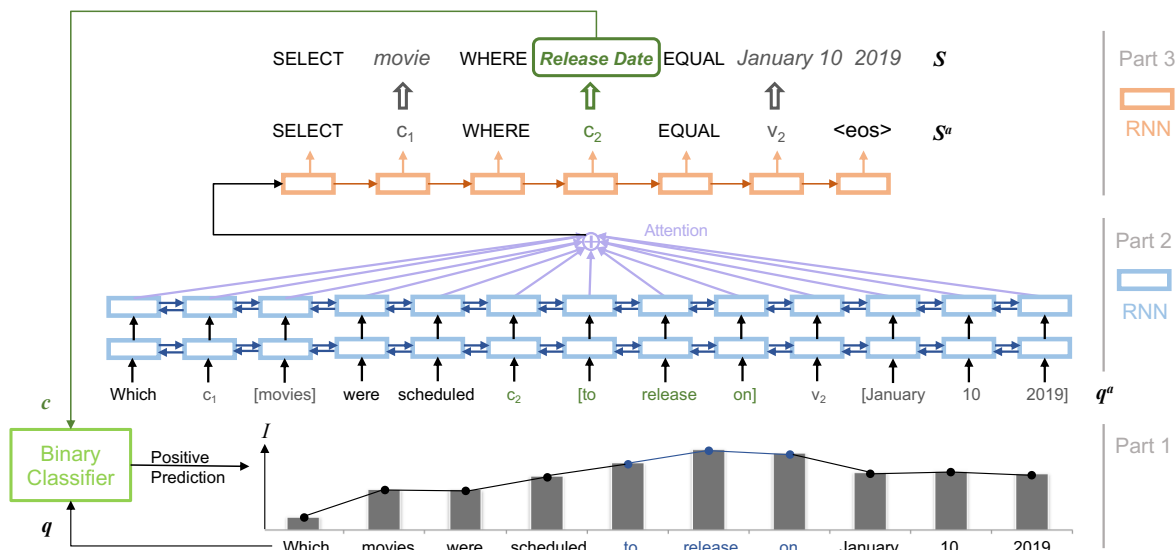 SELECT movie WHERE Release Date EQUAL January 10 2019 S
Part 3
RNN
SELECT c₁ WHERE c₂ EQUAL v₂ <eos> Sᵃ
Attention
Part 2
RNN
Which c₁ [movies] were scheduled c₂ [to release on] v₂ [January 10 2019] qᵃ
c
Binary
Classifier
Positive
Prediction
I
Part 1
q
Which movies were scheduled to release on January 10 2019